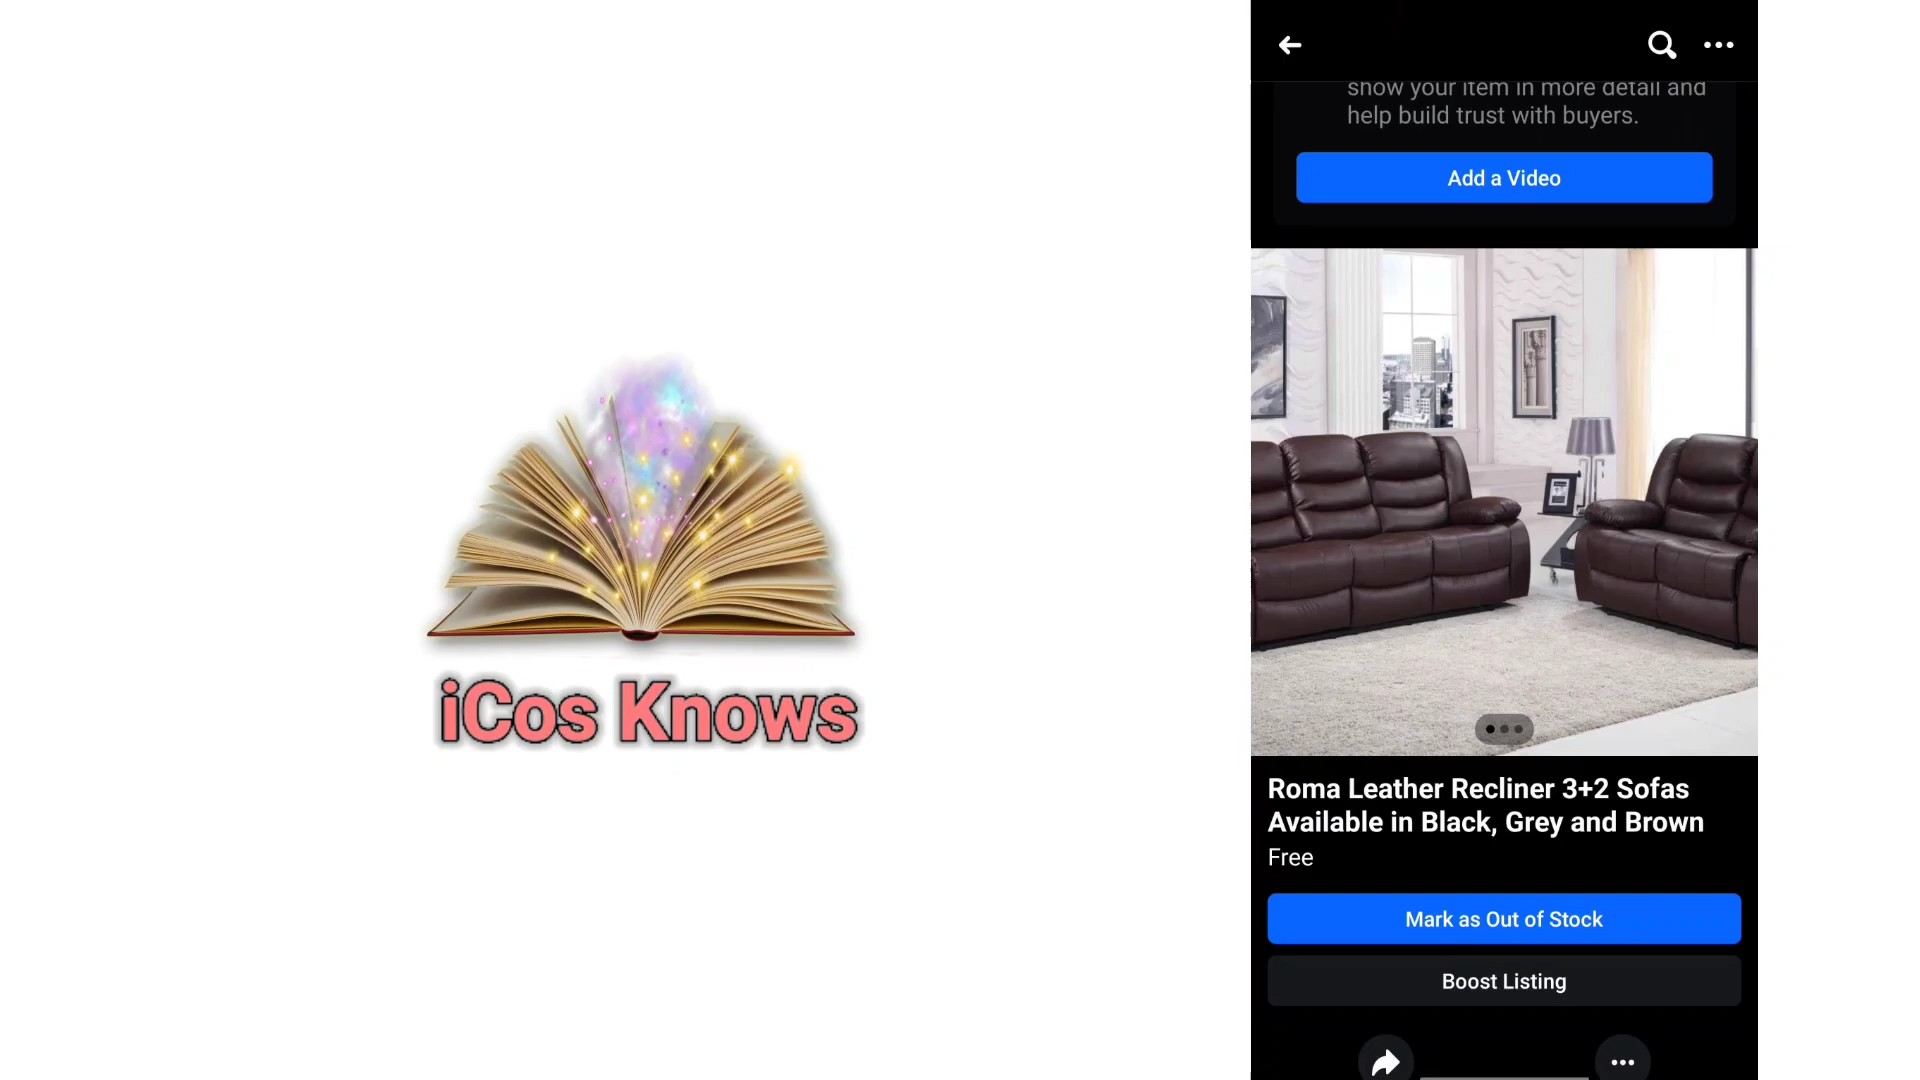 show your item in more detail and
help build trust with buyers.
Add a Video
iCos Knows
Roma Leather Recliner 3+2 Sofas
Available in Black, Grey and Brown
Free
Mark as Out of Stock
Boost Listing